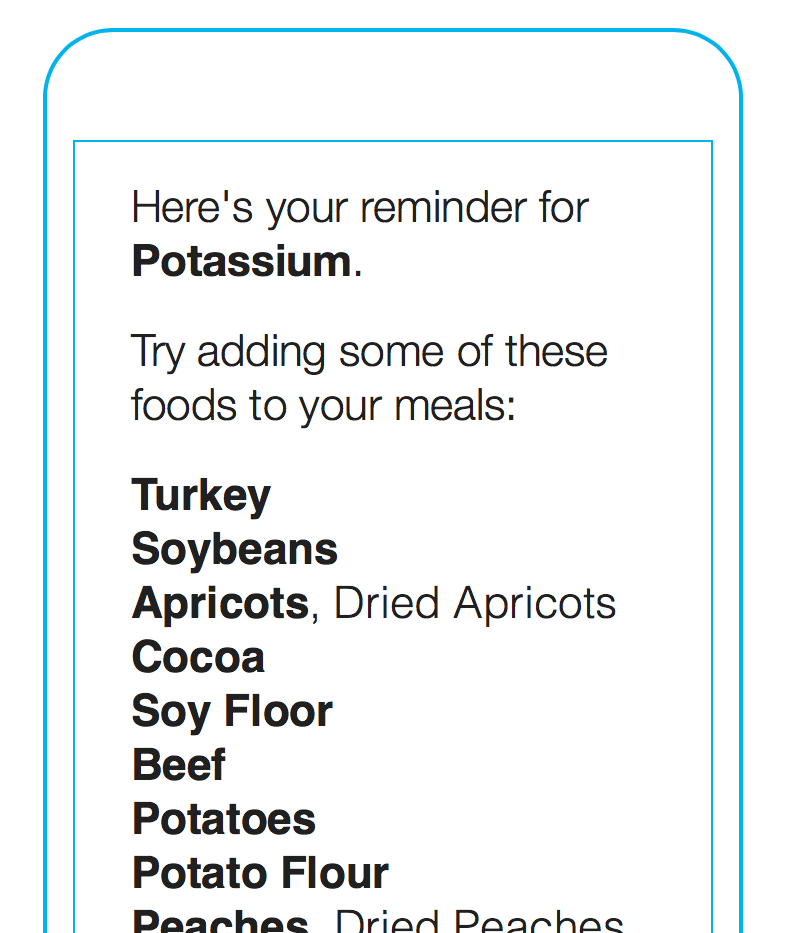 Here's your reminder for
Potassium.
Try adding some of these
foods to your meals:
Turkey
Soybeans
Apricots, Dried Apricots
Cocoa
Soy Floor
Beef
Potatoes
Potato Flour
Peaches, Dried Peaches